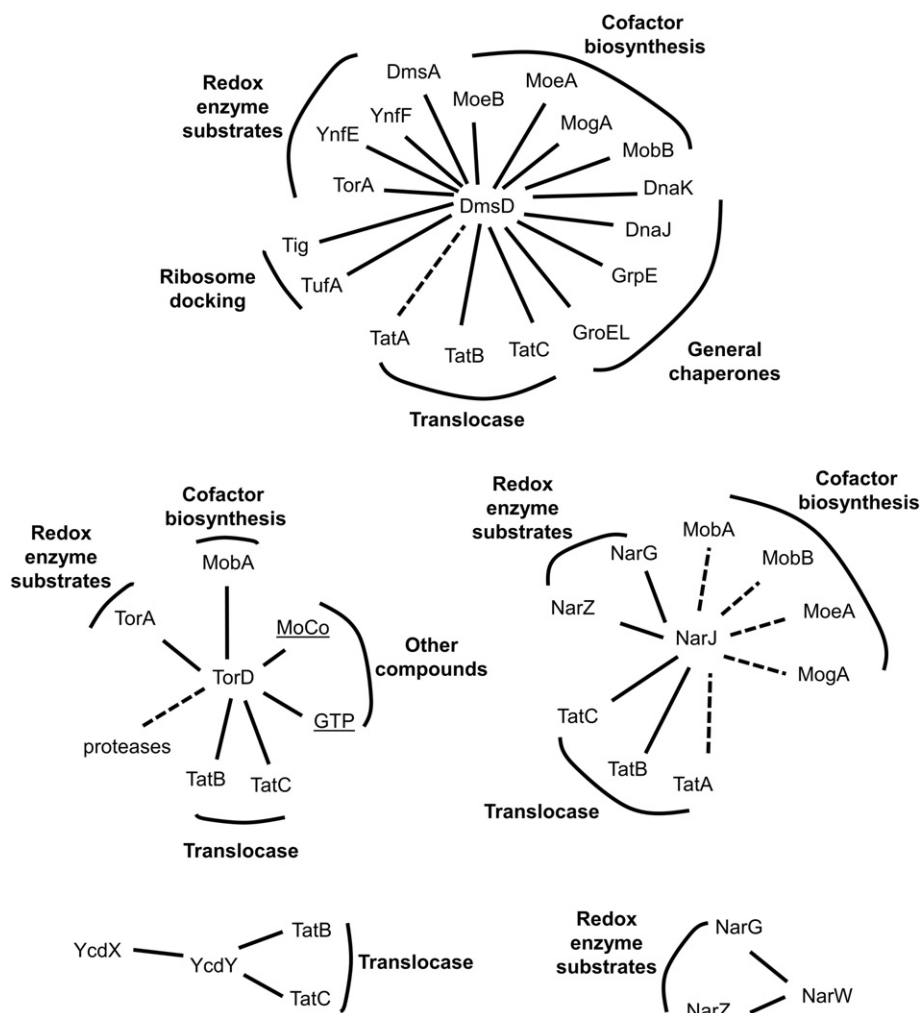 Cofactor
biosynthesis
Redox
enzyme
substrates
DmsA
MoeB
MoeA
YnfF
YnfE
MogA
MobB
TorA
DnaK
DmsD
DnaJ
Tig
GrpE
Ribosome
docking
TufA
TatA
TatB
TatC
GroEL
General
chaperones
Translocase
Cofactor
biosynthesis
Redox
enzyme
substrates
MobA
TorA
MoCo
Other
compounds
TorD
GTP
proteases
TatB
TatC
Translocase
Redox
enzyme
substrates
Cofactor
biosynthesis
MobA
NarG
MobB
NarZ
MoeA
NarJ
MogA
TatC
TatB
TatA
Translocase
TatB
YcdX
YcdY
Translocase
TatC
Redox
enzyme
substrates
NarG
NarW
NarZ